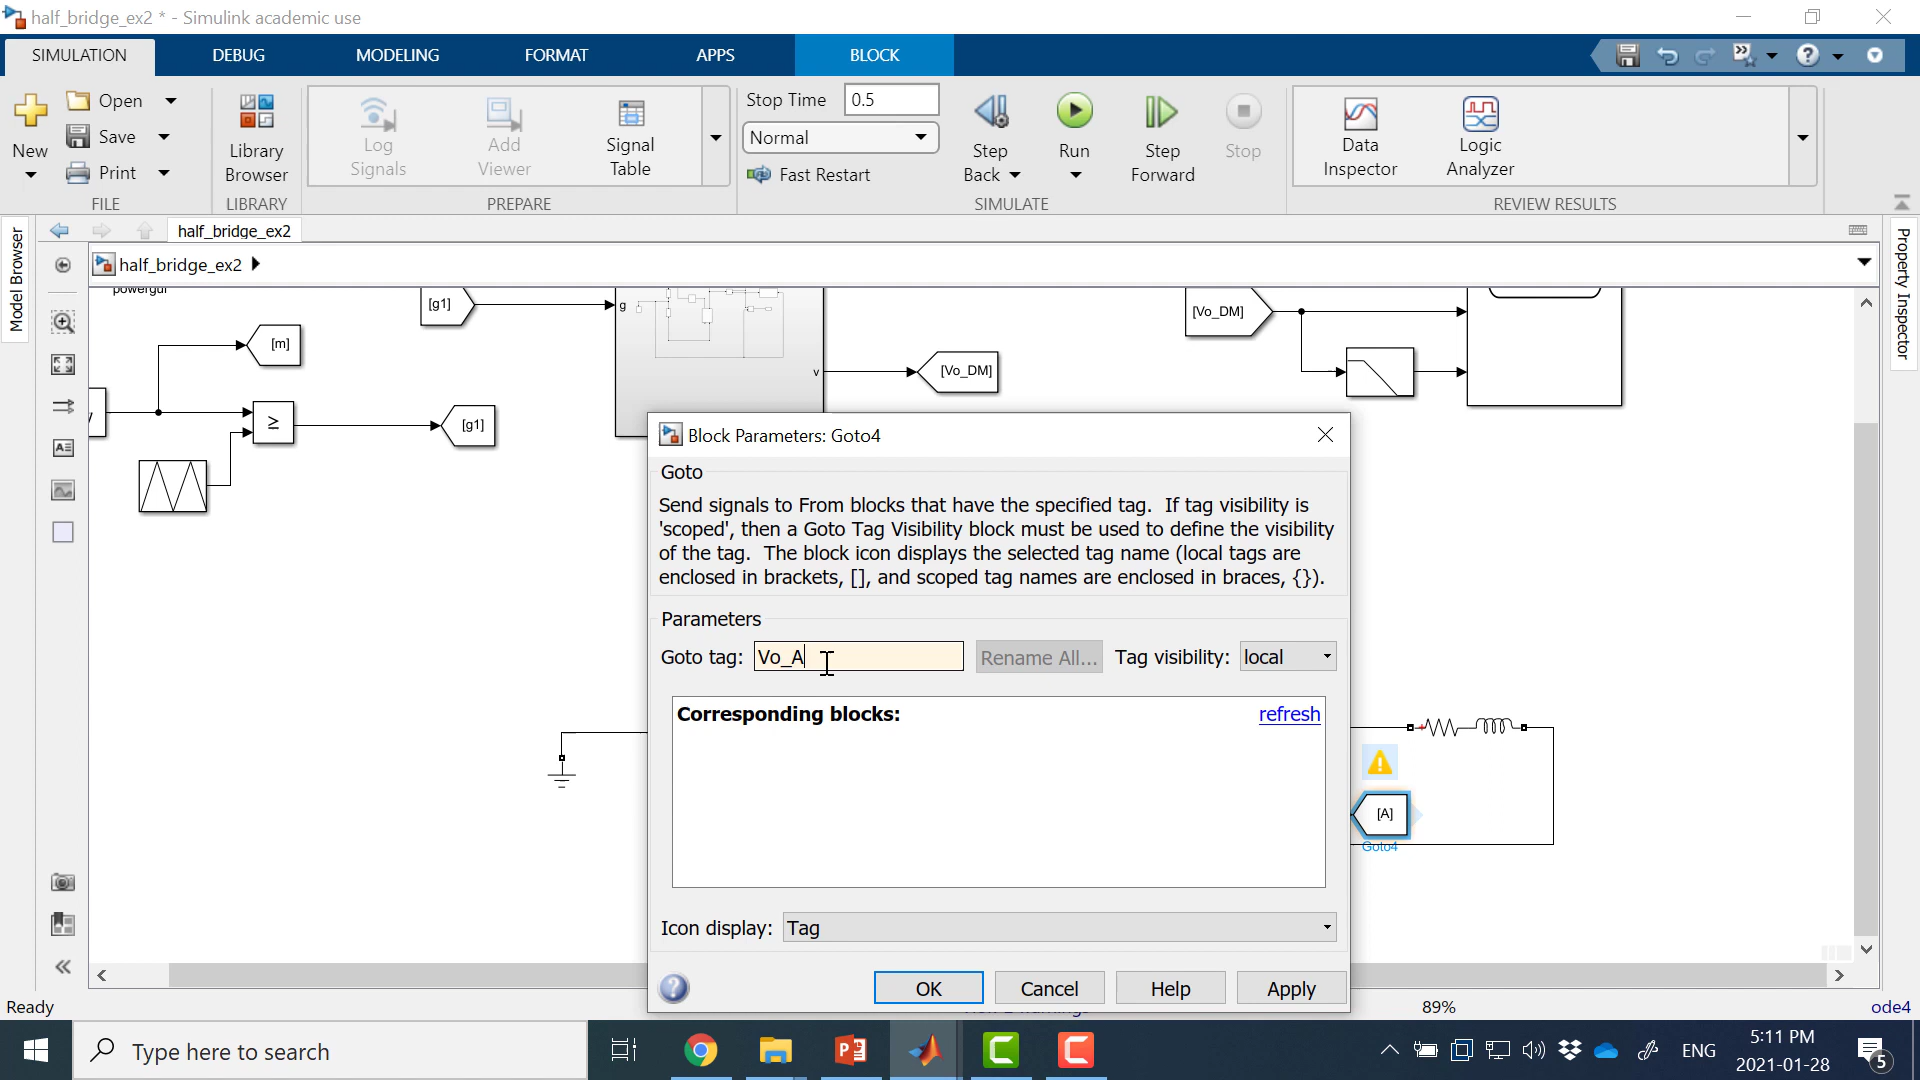 half_bridge_ex2 * - Simulink academic use
SIMULATION DEBUG MODELING FORMAT APPS BLOCK
New Open Save Print
FILE
Library Browser
LIBRARY
Log Signals
Add Viewer
Signal Table
PREPARE
Stop Time 0.5
Normal
Fast Restart
Step Back
Run
Step Forward
Stop
SIMULATE
Data Inspector
Logic Analyzer
REVIEW RESULTS
Model Browser
Property Inspector
half_bridge_ex2
half_bridge_ex2
powergui
[g1]
g
[Vo_DM]
[m]
v
[Vo_DM]
≥
[g1]
Block Parameters: Goto4
Goto
Send signals to From blocks that have the specified tag. If tag visibility is
'scoped', then a Goto Tag Visibility block must be used to define the visibility
of the tag. The block icon displays the selected tag name (local tags are
enclosed in brackets, [], and scoped tag names are enclosed in braces, {}).
Parameters
Goto tag: Vo_A Rename All... Tag visibility: local
Corresponding blocks: refresh
[A]
Goto4
Icon display: Tag
OK Cancel Help Apply
Ready 89% ode4
Type here to search
ENG
5:11 PM
2021-01-28
5